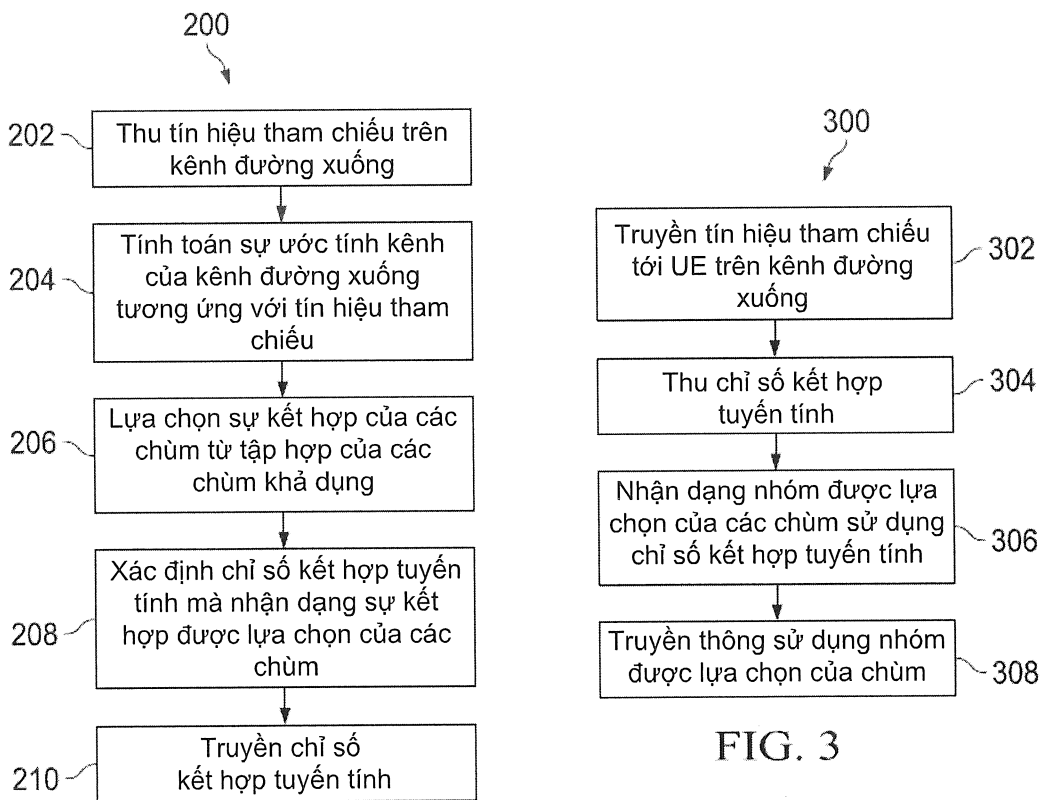 200
202
Thu tín hiệu tham chiếu trên
kênh đường xuống
204
Tính toán sự ước tính kênh
của kênh đường xuống
tương ứng với tín hiệu tham
chiếu
206
Lựa chọn sự kết hợp của các
chùm từ tập hợp của các
chùm khả dụng
208
Xác định chỉ số kết hợp tuyến
tính mà nhận dạng sự kết
hợp được lựa chọn của các
chùm
210
Truyền chỉ số
kết hợp tuyến tính
300
Truyền tín hiệu tham chiếu
tới UE trên kênh đường
xuống
302
Thu chỉ số kết hợp
tuyến tính
304
Nhận dạng nhóm được lựa
chọn của các chùm sử dụng
chỉ số kết hợp tuyến tính
306
Truyền thông sử dụng nhóm
được lựa chọn của chùm
308
FIG. 3